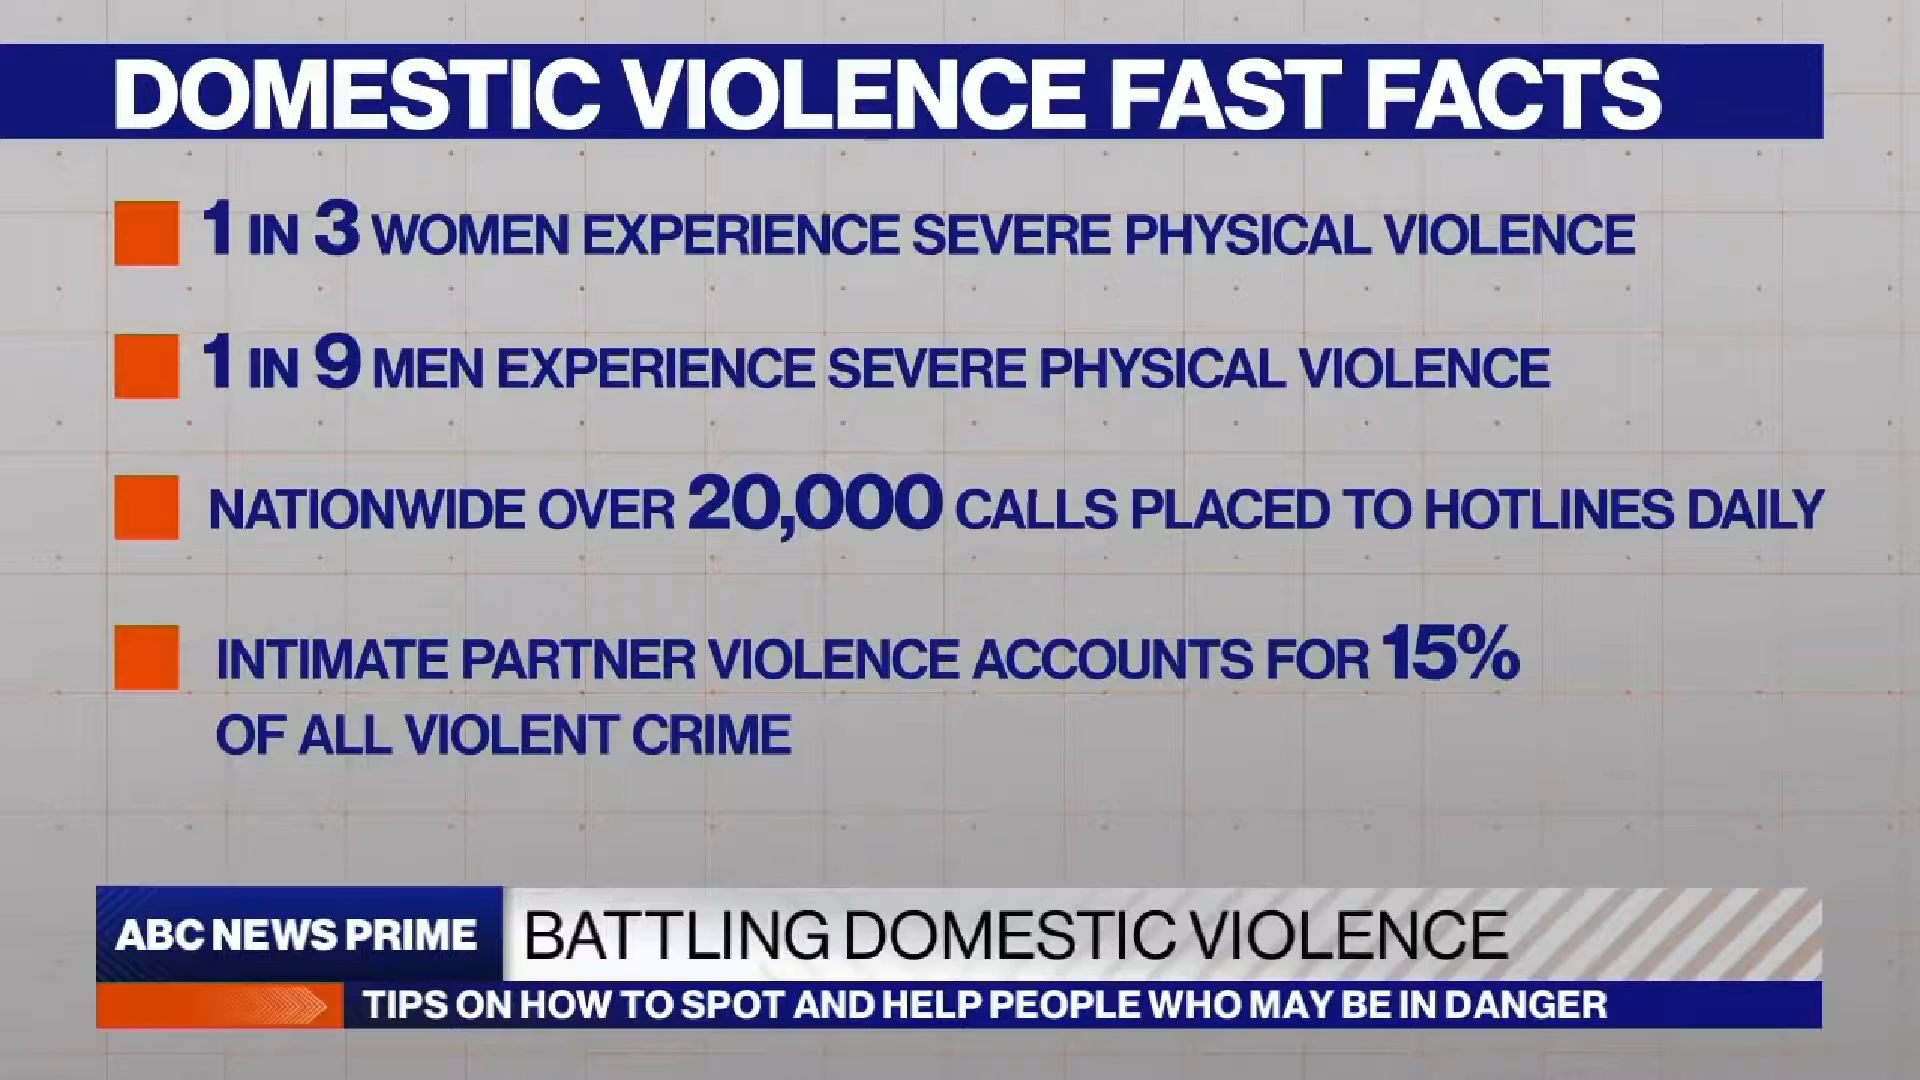 DOMESTIC VIOLENCE FAST FACTS
1 IN 3 WOMEN EXPERIENCE SEVERE PHYSICAL VIOLENCE
1 IN 9 MEN EXPERIENCE SEVERE PHYSICAL VIOLENCE
NATIONWIDE OVER 20,000 CALLS PLACED TO HOTLINES DAILY
INTIMATE PARTNER VIOLENCE ACCOUNTS FOR 15%
OF ALL VIOLENT CRIME
ABC NEWS PRIME
BATTLING DOMESTIC VIOLENCE
TIPS ON HOW TO SPOT AND HELP PEOPLE WHO MAY BE IN DANGER